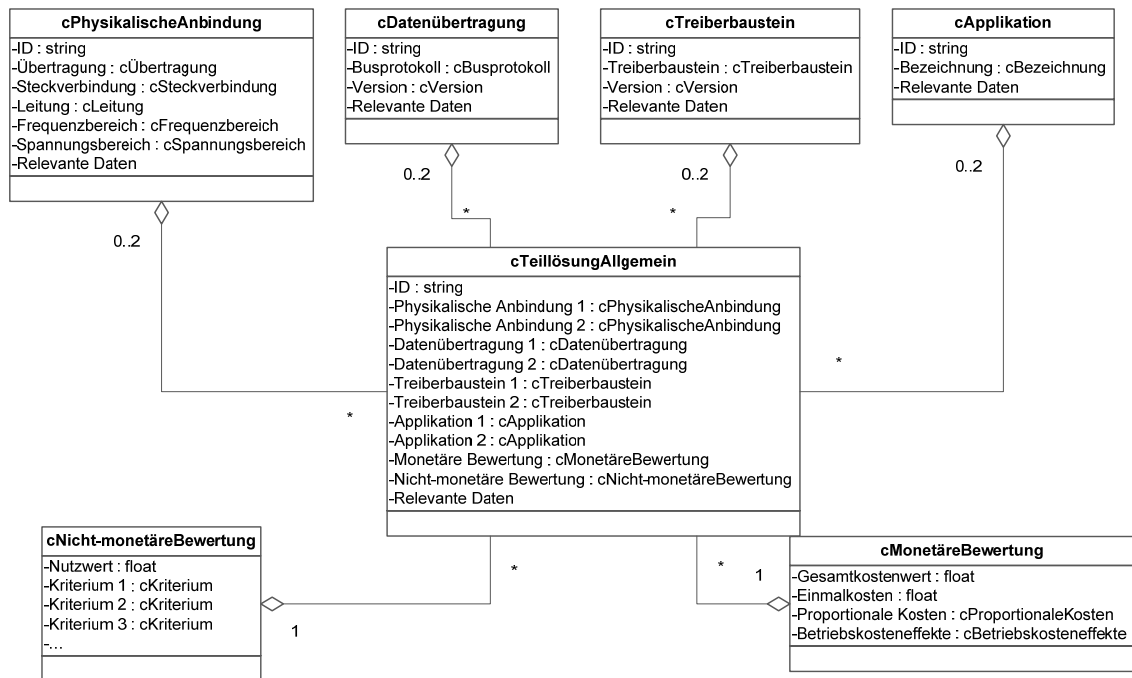 cPhysikalischeAnbindung
-ID : string
-Übertragung : cÜbertragung
-Steckverbindung : cSteckverbindung
-Leitung : cLeitung
-Frequenzbereich : cFrequenzbereich
-Spannungsbereich : cSpannungsbereich
-Relevante Daten
cDatenübertragung
-ID : string
-Busprotokoll : cBusprotokoll
-Version : cVersion
-Relevante Daten
cTreiberbaustein
-ID : string
-Treiberbaustein : cTreiberbaustein
-Version : cVersion
-Relevante Daten
cApplikation
-ID : string
-Bezeichnung : cBezeichnung
-Relevante Daten
0..2
0..2
0..2
0..2
*
*
*
*
cTeillösungAllgemein
-ID : string
-Physikalische Anbindung 1 : cPhysikalischeAnbindung
-Physikalische Anbindung 2 : cPhysikalischeAnbindung
-Datenübertragung 1 : cDatenübertragung
-Datenübertragung 2 : cDatenübertragung
-Treiberbaustein 1 : cTreiberbaustein
-Treiberbaustein 2 : cTreiberbaustein
-Applikation 1 : cApplikation
-Applikation 2 : cApplikation
-Monetäre Bewertung : cMonetäreBewertung
-Nicht-monetäre Bewertung : cNicht-monetäreBewertung
-Relevante Daten
cNicht-monetäreBewertung
-Nutzwert : float
-Kriterium 1 : cKriterium
-Kriterium 2 : cKriterium
-Kriterium 3 : cKriterium
-...
*
1
*
1
cMonetäreBewertung
-Gesamtkostenwert : float
-Einmalkosten : float
-Proportionale Kosten : cProportionaleKosten
-Betriebskosteneffekte : cBetriebskosteneffekte